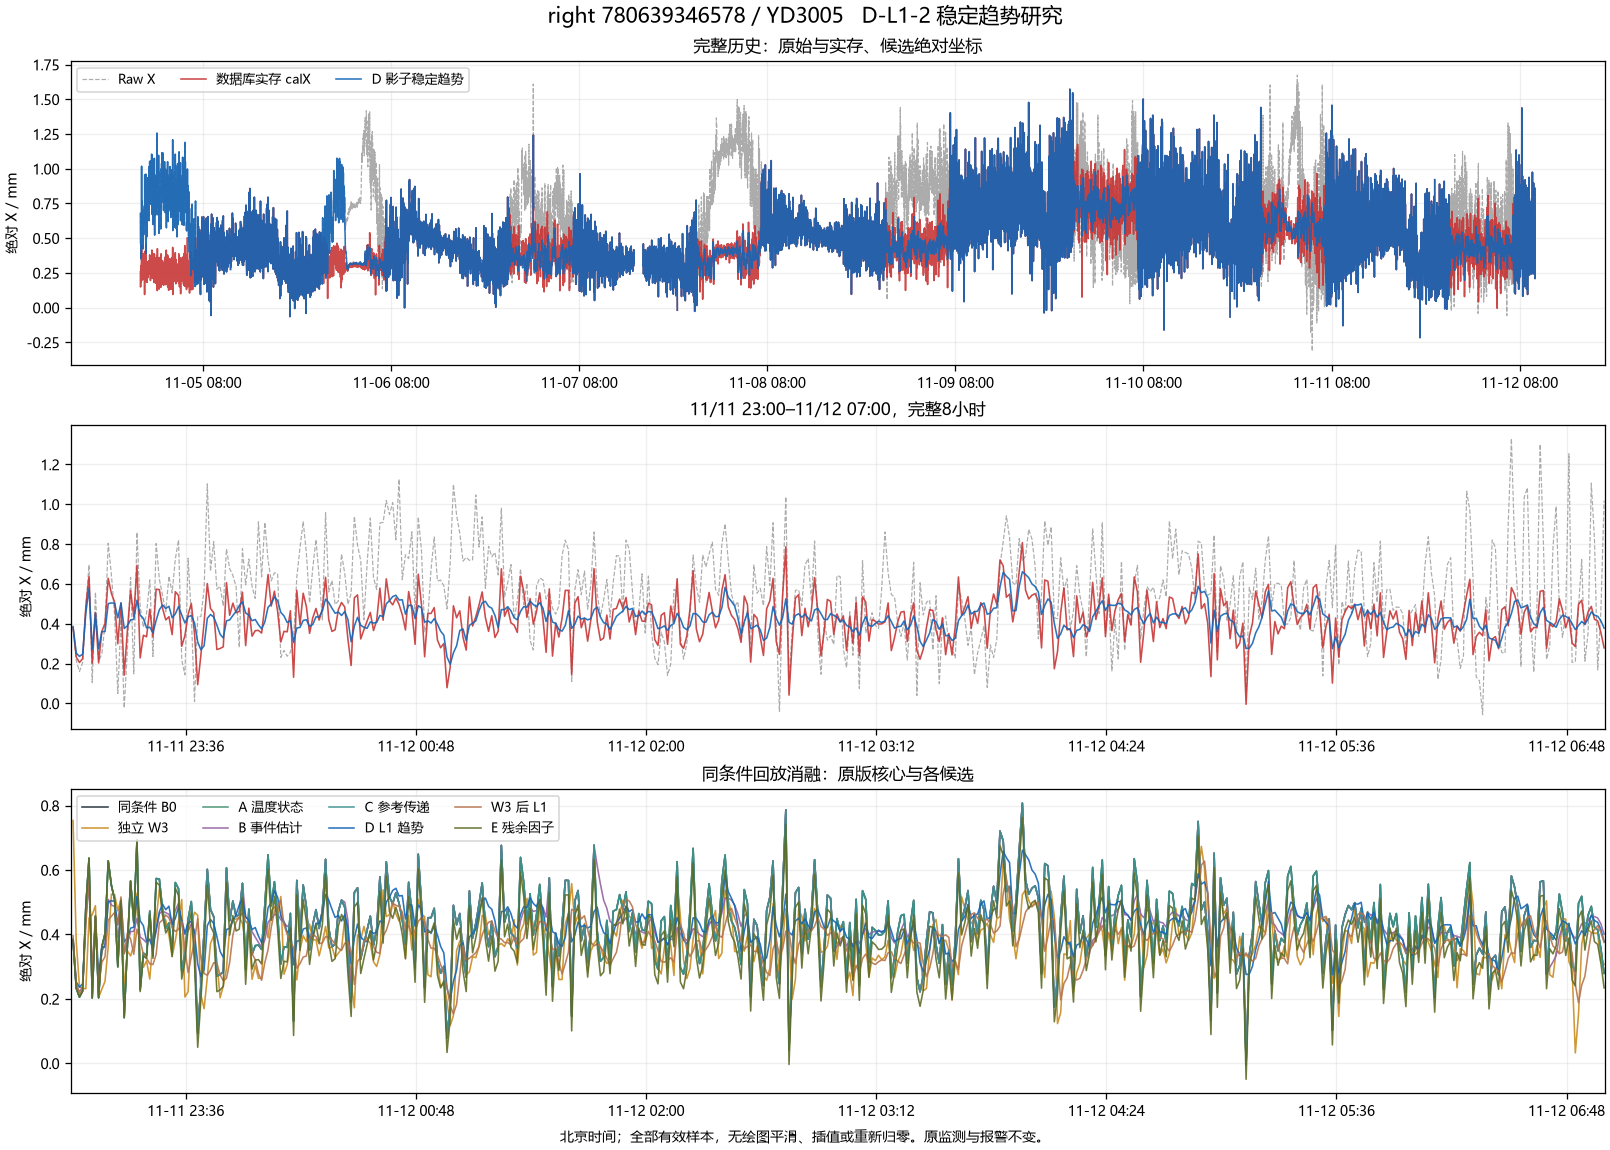 right 780639346578 / YD3005   D-L1-2 稳定趋势研究
完整历史：原始与实存、候选绝对坐标
Raw X
数据库实存 calX
D 影子稳定趋势
绝对 X / mm
1.75
1.50
1.25
1.00
0.75
0.50
0.25
0.00
-0.25
11-05 08:00
11-06 08:00
11-07 08:00
11-08 08:00
11-09 08:00
11-10 08:00
11-11 08:00
11-12 08:00
11/11 23:00–11/12 07:00，完整8小时
绝对 X / mm
1.2
1.0
0.8
0.6
0.4
0.2
0.0
11-11 23:36
11-12 00:48
11-12 02:00
11-12 03:12
11-12 04:24
11-12 05:36
11-12 06:48
同条件回放消融：原版核心与各候选
同条件 B0
A 温度状态
C 参考传递
W3 后 L1
独立 W3
B 事件估计
D L1 趋势
E 残余因子
绝对 X / mm
0.8
0.6
0.4
0.2
0.0
11-11 23:36
11-12 00:48
11-12 02:00
11-12 03:12
11-12 04:24
11-12 05:36
11-12 06:48
北京时间；全部有效样本，无绘图平滑、插值或重新归零。原监测与报警不变。